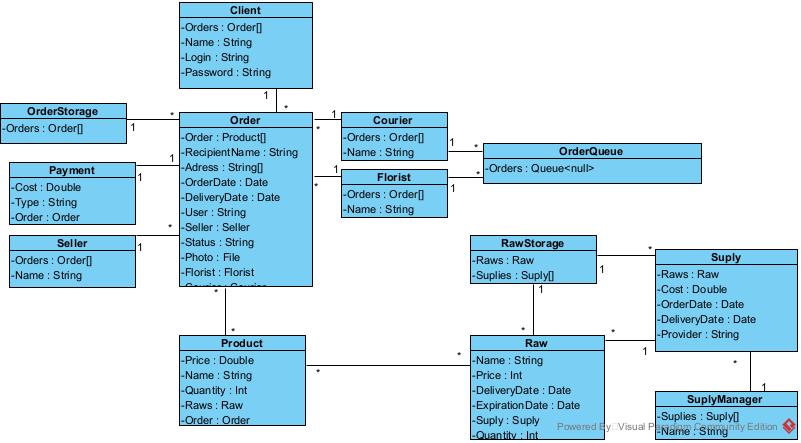 Client
-Orders : Order[]
-Name : String
-Login : String
-Password : String
1
*
OrderStorage
-Orders : Order[]
1
*
Order
-Order : Product[]
-RecipientName : String
-Adress : String[]
-OrderDate : Date
-DeliveryDate : Date
-User : String
-Seller : Seller
-Status : String
-Photo : File
-Florist : Florist
-Courier : Courier
1
*
Courier
-Orders : Order[]
-Name : String
1
*
OrderQueue
-Orders : Queue<null>
Payment
-Cost : Double
-Type : String
-Order : Order
1
1
1
*
Florist
-Orders : Order[]
-Name : String
1
*
Seller
-Orders : Order[]
-Name : String
1
*
RawStorage
-Raws : Raw
-Suplies : Suply[]
1
*
Suply
-Raws : Raw
-Cost : Double
-OrderDate : Date
-DeliveryDate : Date
-Provider : String
*
*
1
*
Product
-Price : Double
-Name : String
-Quantity : Int
-Raws : Raw
-Order : Order
*
*
Raw
-Name : String
-Price : Int
-DeliveryDate : Date
-ExpirationDate : Date
-Suply : Suply
-Quantity : Int
*
1
*
1
SuplyManager
-Suplies : Suply[]
-Name : String
Powered By Visual Paradigm Community Edition